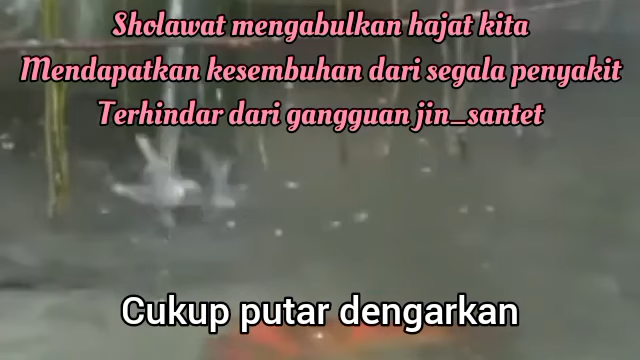 Sholawat mengabulkan hajat kita
Mendapatkan kesembuhan dari segala penyakit
Terhindar dari gangguan jin_santet
Cukup putar dengarkan